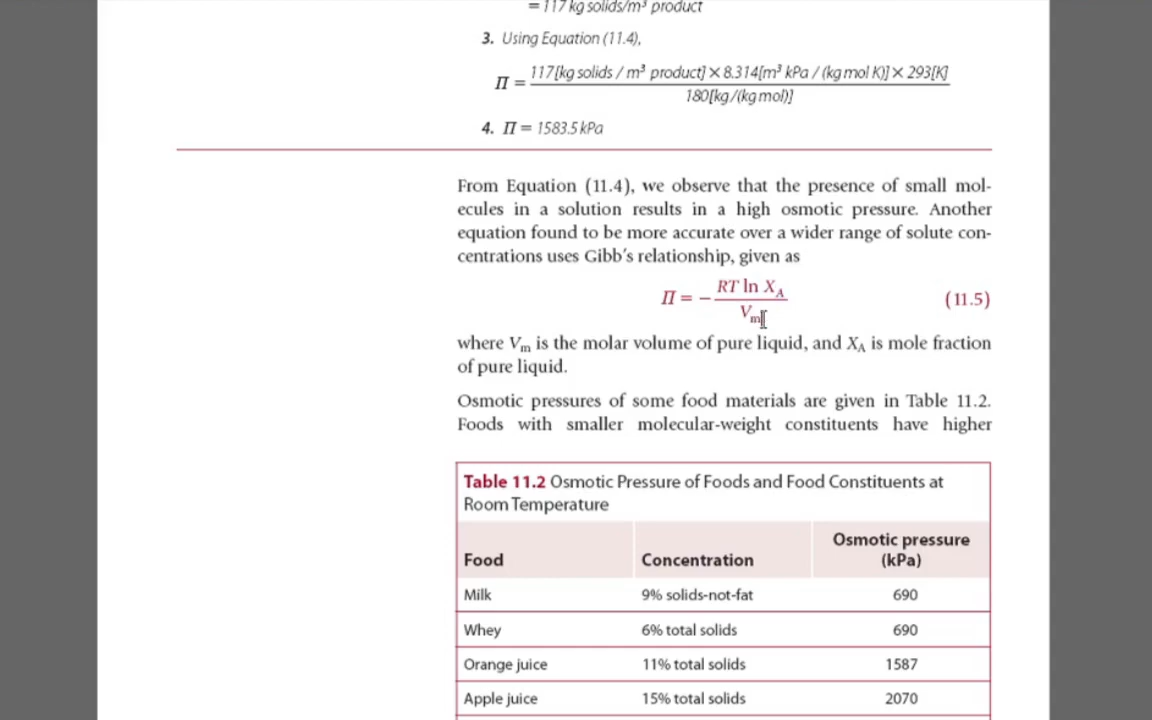 = 117 kg solids/m³ product
3. Using Equation (11.4),
Π = 117[kg solids / m³ product] × 8.314[m³ kPa / (kg mol K)] × 293[K]
180[kg/(kg mol)]
4. Π = 1583.5 kPa
From Equation (11.4), we observe that the presence of small mol-
ecules in a solution results in a high osmotic pressure. Another
equation found to be more accurate over a wider range of solute con-
centrations uses Gibb's relationship, given as
Π = − RT ln X_A
V_m
(11.5)
where V_m is the molar volume of pure liquid, and X_A is mole fraction
of pure liquid.
Osmotic pressures of some food materials are given in Table 11.2.
Foods with smaller molecular-weight constituents have higher
Table 11.2 Osmotic Pressure of Foods and Food Constituents at
Room Temperature
Food Concentration Osmotic pressure (kPa)
Milk 9% solids-not-fat 690
Whey 6% total solids 690
Orange juice 11% total solids 1587
Apple juice 15% total solids 2070